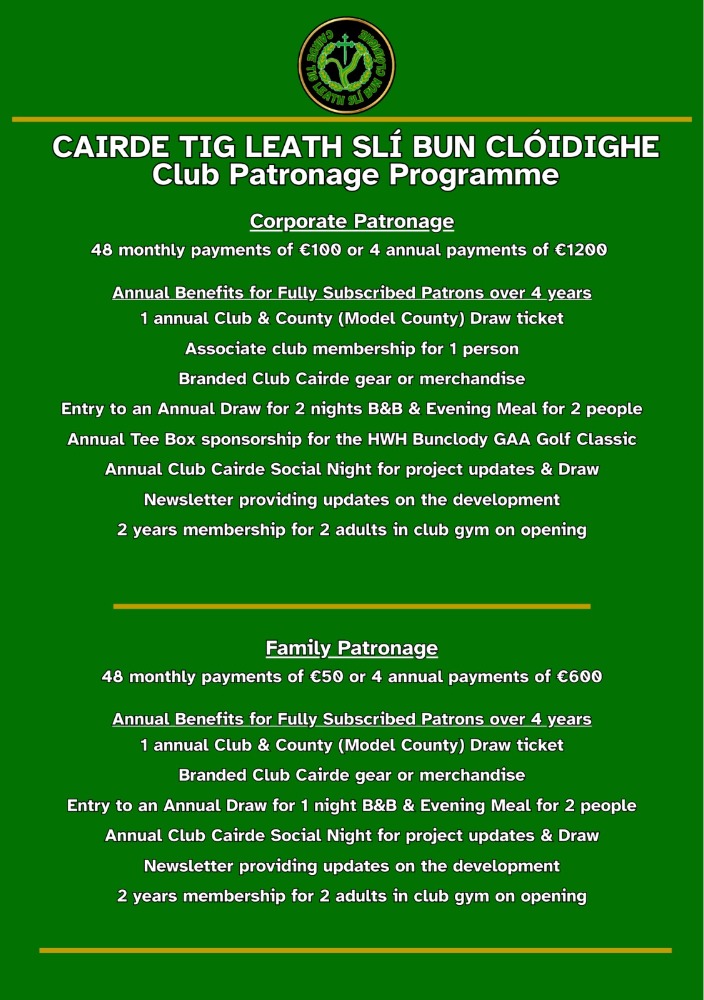 CAIRDE TIG LEATH SLÍ BUN CLÓIDIGHE
CAIRDE TIG LEATH SLÍ BUN CLÓIDIGHE
Club Patronage Programme
Corporate Patronage
48 monthly payments of €100 or 4 annual payments of €1200
Annual Benefits for Fully Subscribed Patrons over 4 years
1 annual Club & County (Model County) Draw ticket
Associate club membership for 1 person
Branded Club Cairde gear or merchandise
Entry to an Annual Draw for 2 nights B&B & Evening Meal for 2 people
Annual Tee Box sponsorship for the HWH Bunclody GAA Golf Classic
Annual Club Cairde Social Night for project updates & Draw
Newsletter providing updates on the development
2 years membership for 2 adults in club gym on opening
Family Patronage
48 monthly payments of €50 or 4 annual payments of €600
Annual Benefits for Fully Subscribed Patrons over 4 years
1 annual Club & County (Model County) Draw ticket
Branded Club Cairde gear or merchandise
Entry to an Annual Draw for 1 night B&B & Evening Meal for 2 people
Annual Club Cairde Social Night for project updates & Draw
Newsletter providing updates on the development
2 years membership for 2 adults in club gym on opening